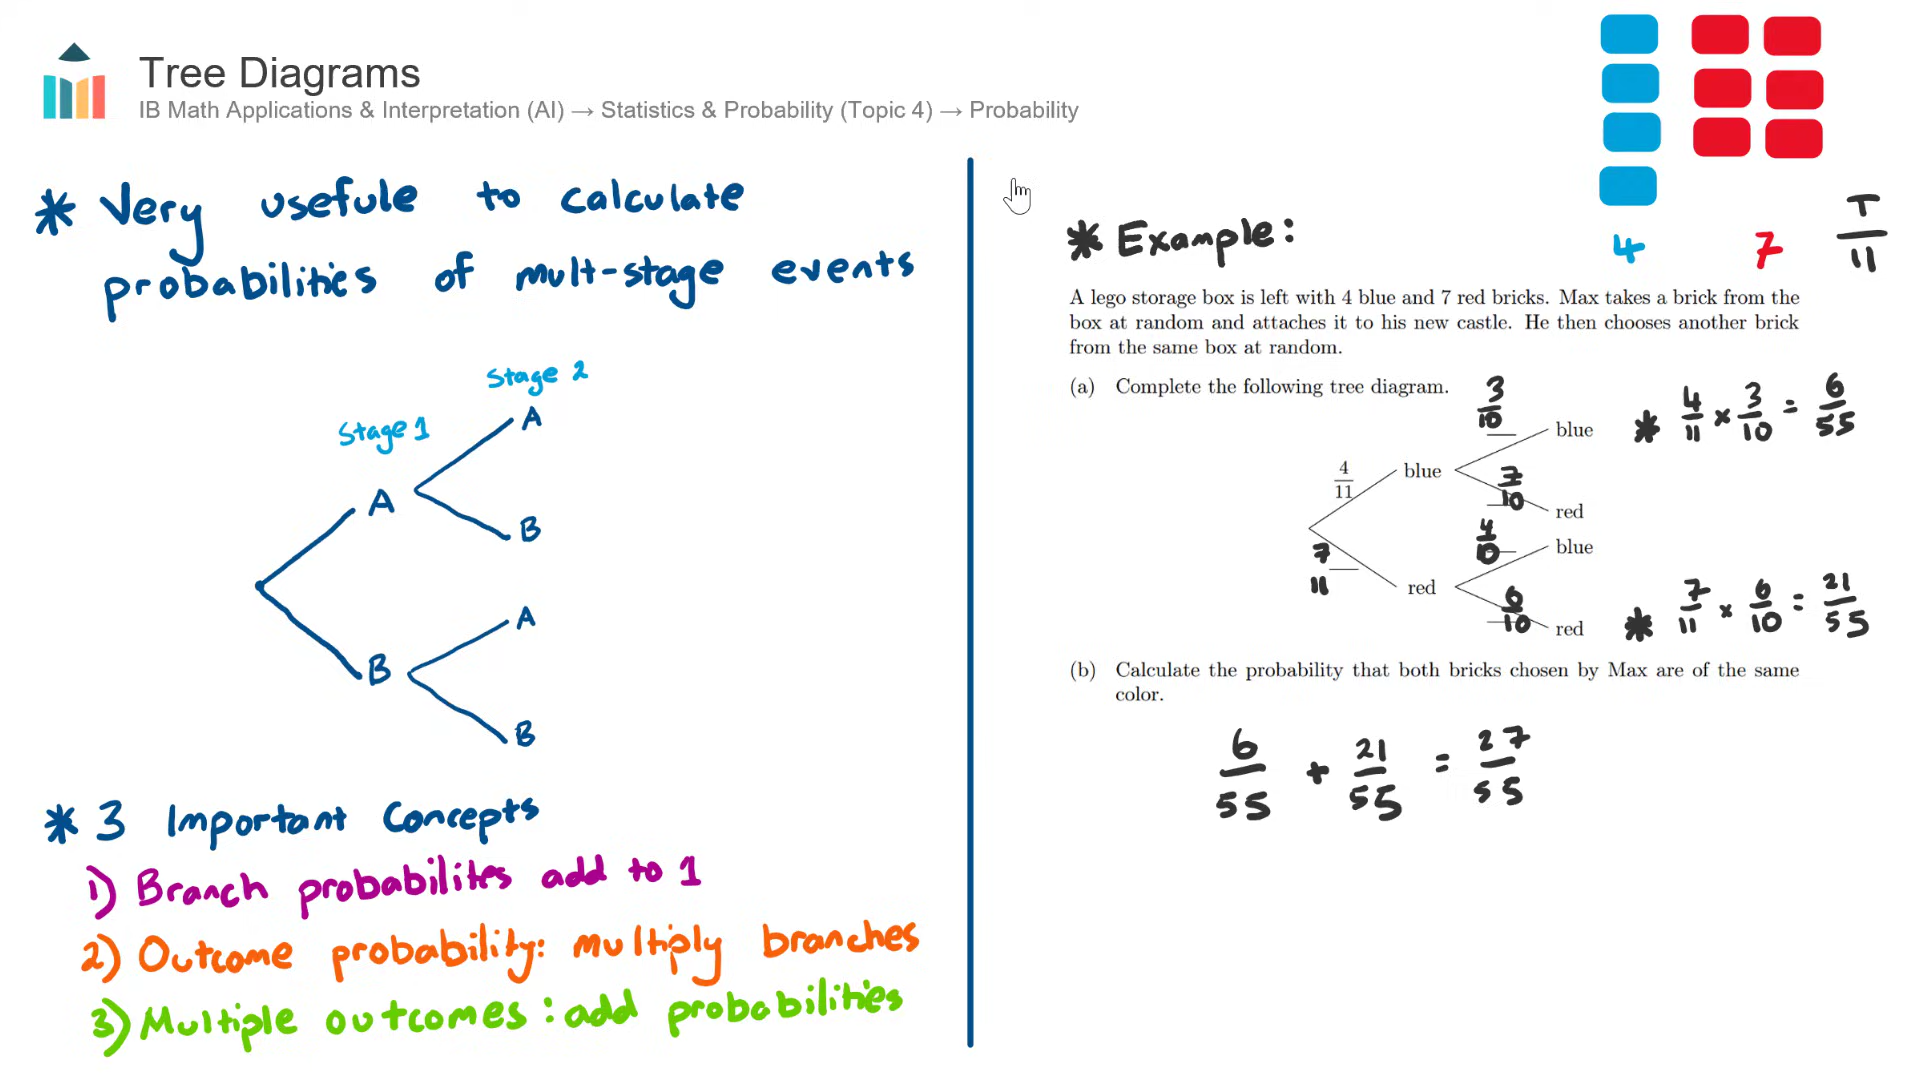 Tree Diagrams
IB Math Applications & Interpretation (AI) → Statistics & Probability (Topic 4) → Probability
* Very usefule to calculate
probabilities of mult-stage events
Stage 1
Stage 2
A
A
B
B
A
B
* 3 Important Concepts
1) Branch probabilites add to 1
2) Outcome probability: multiply branches
3) Multiple outcomes: add probabilities
4 7 T/11
* Example:
A lego storage box is left with 4 blue and 7 red bricks. Max takes a brick from the
box at random and attaches it to his new castle. He then chooses another brick
from the same box at random.
(a) Complete the following tree diagram.
4/11 blue
3/10 blue
* 4/11 × 3/10 = 6/55
7/10 red
7/11 red
4/10 blue
6/10 red
* 7/11 × 6/10 = 21/55
(b) Calculate the probability that both bricks chosen by Max are of the same
color.
6/55 + 21/55 = 27/55